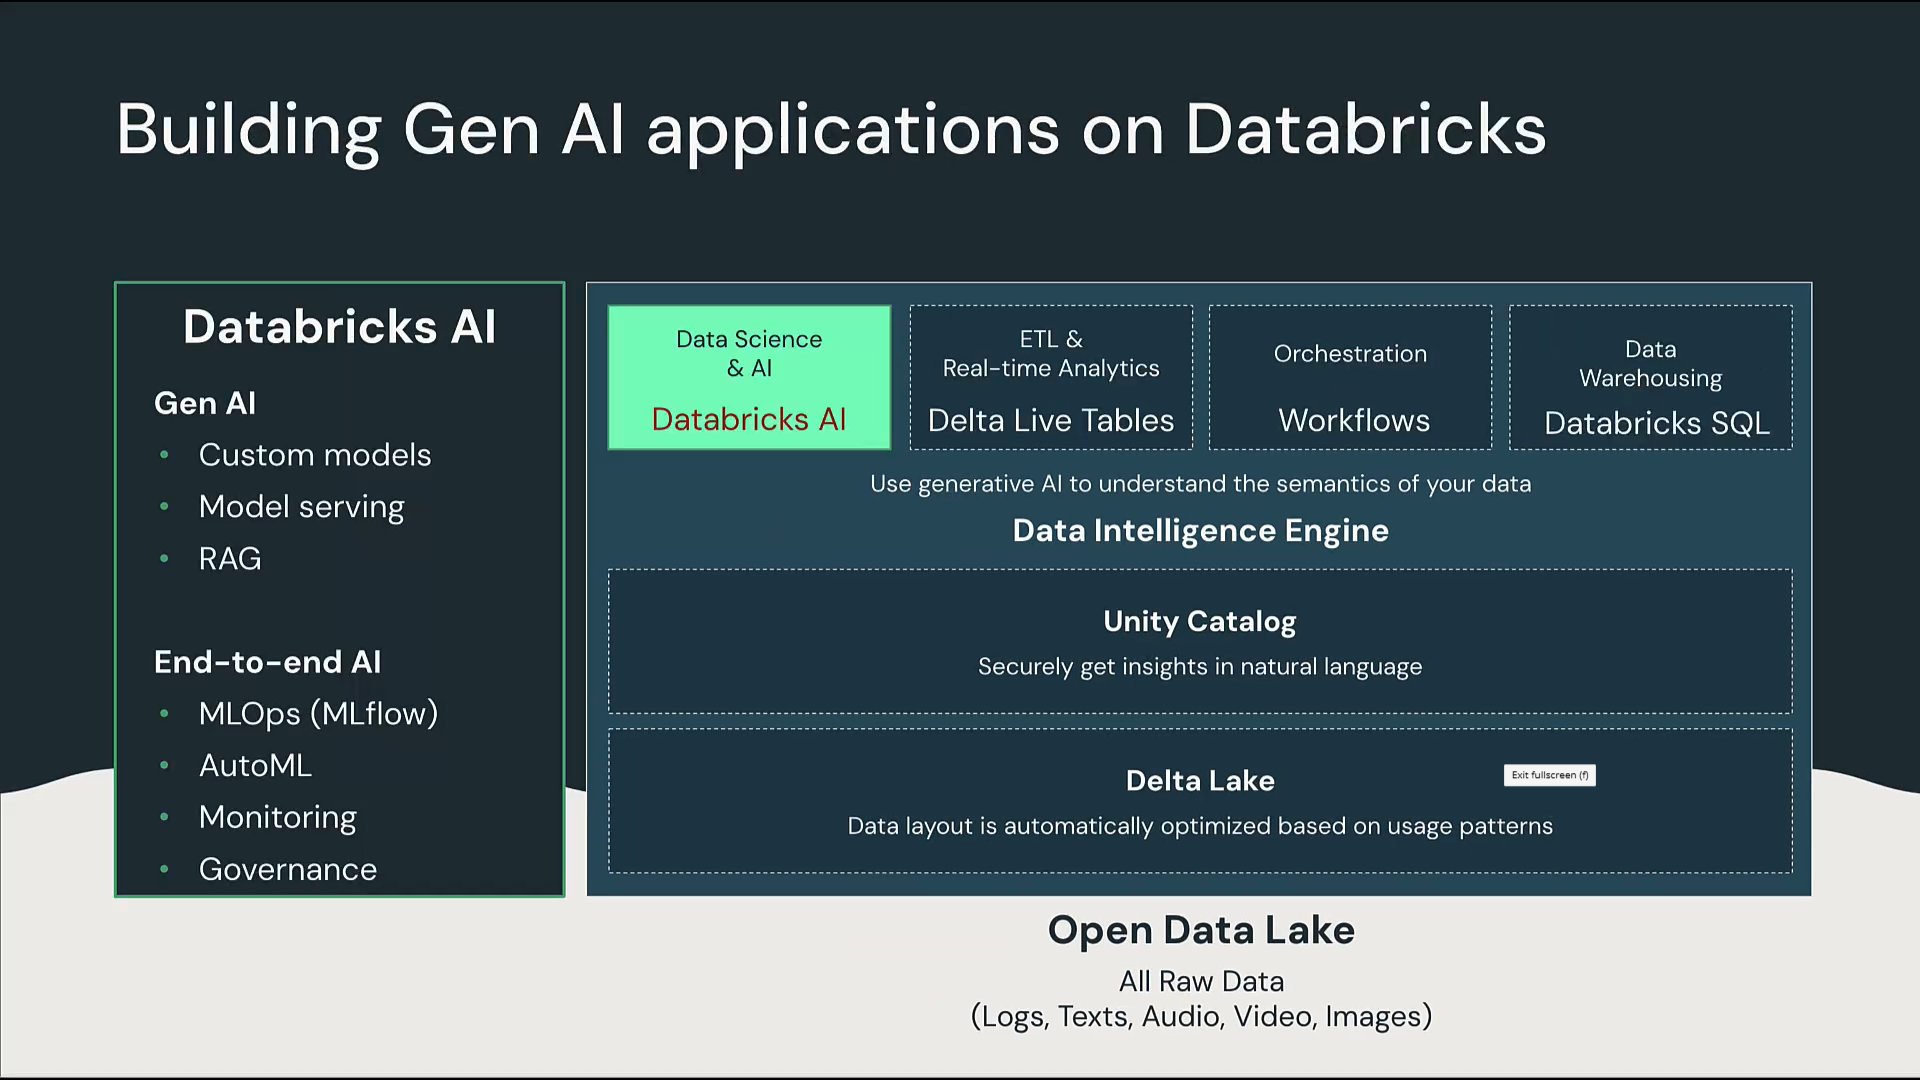 Building Gen AI applications on Databricks
Databricks AI
Gen AI
• Custom models
• Model serving
• RAG
End-to-end AI
• MLOps (MLflow)
• AutoML
• Monitoring
• Governance
Data Science
& AI
Databricks AI
ETL &
Real-time Analytics
Delta Live Tables
Orchestration
Workflows
Data
Warehousing
Databricks SQL
Use generative AI to understand the semantics of your data
Data Intelligence Engine
Unity Catalog
Securely get insights in natural language
Delta Lake
Exit fullscreen (f)
Data layout is automatically optimized based on usage patterns
Open Data Lake
All Raw Data
(Logs, Texts, Audio, Video, Images)